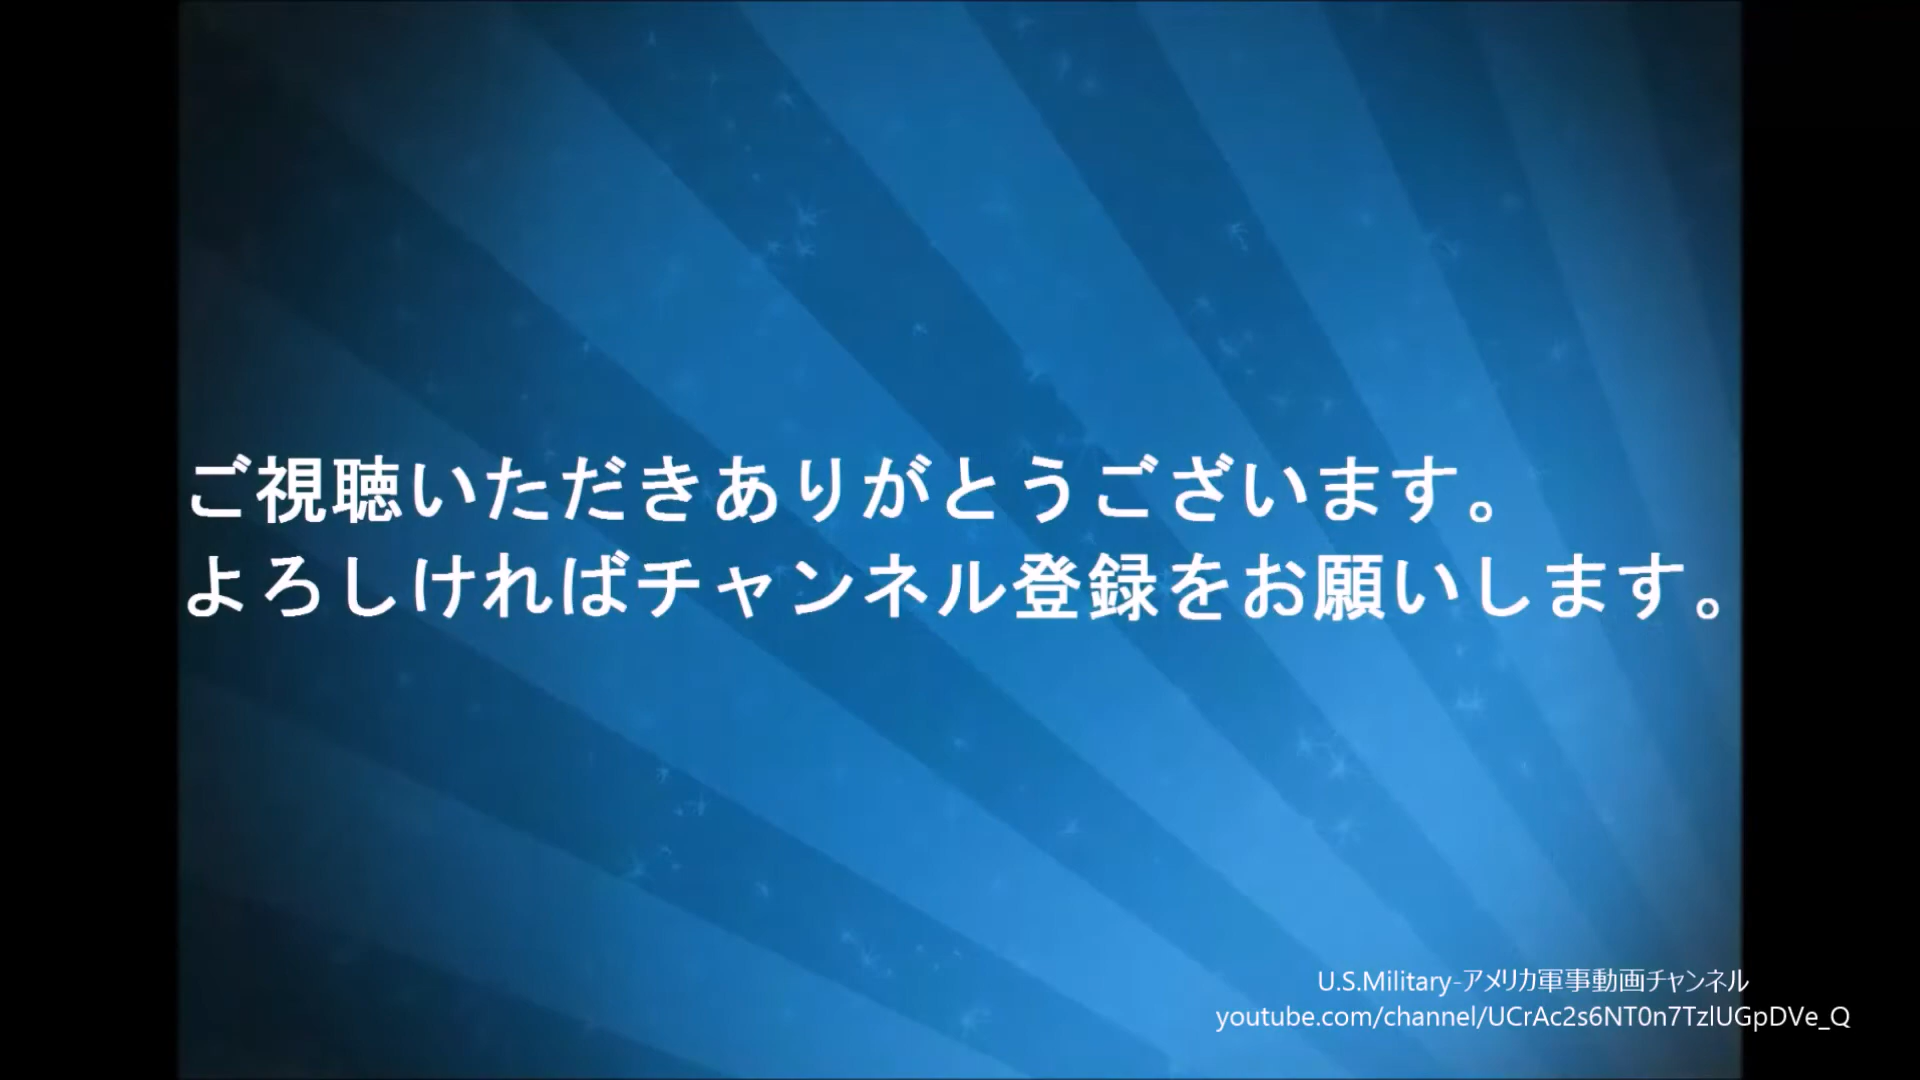 ご視聴いただきありがとうございます。
よろしければチャンネル登録をお願いします。
U.S.Military-アメリカ軍事動画チャンネル
youtube.com/channel/UCrAc2s6NT0n7TzlUGpDVe_Q